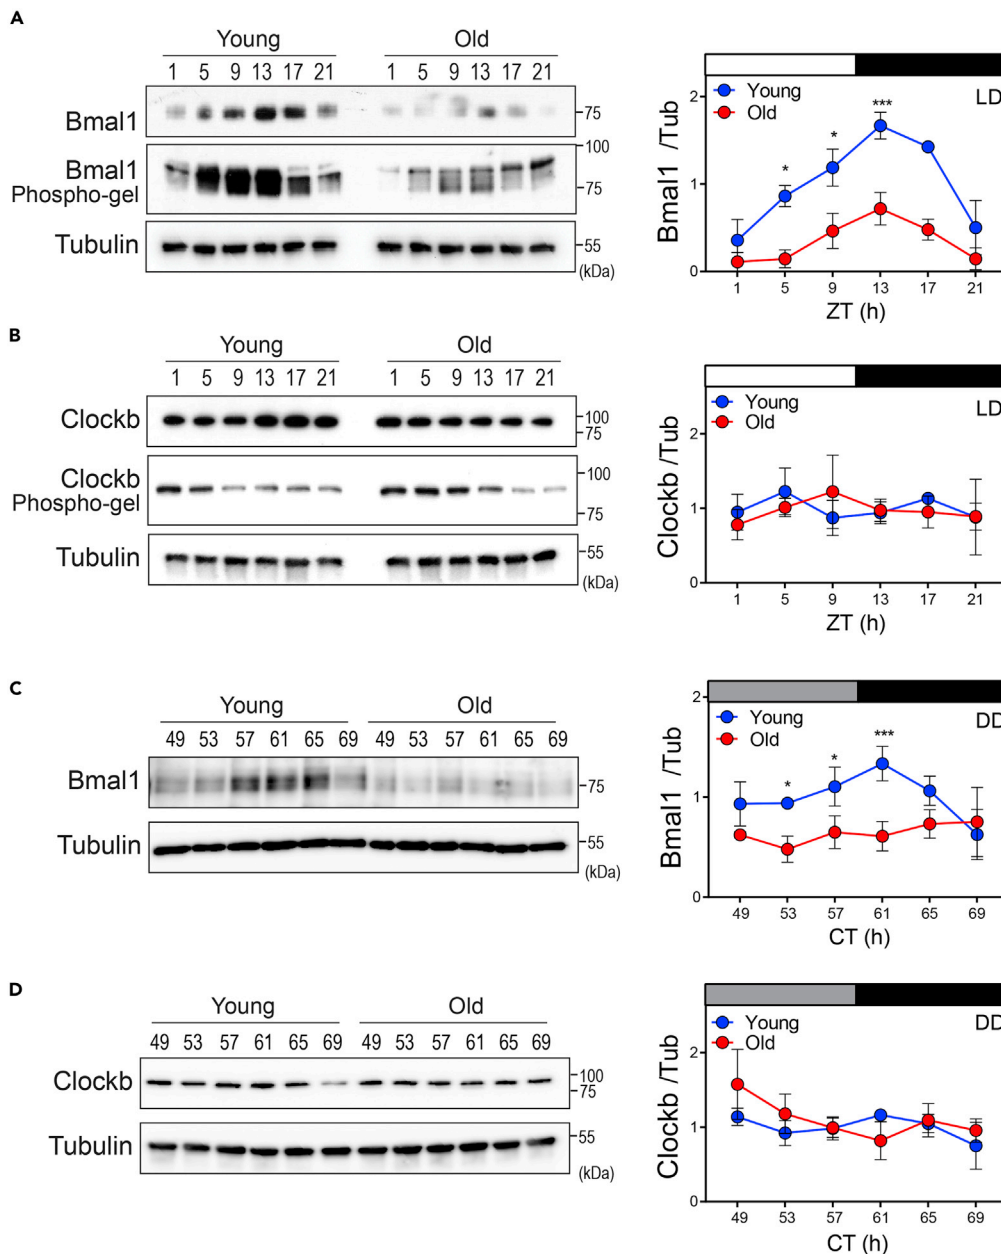 A
Young Old
1 5 9 13 17 21 1 5 9 13 17 21
Bmal1
75
100
Bmal1
Phospho-gel
75
Tubulin
55
(kDa)
2
1
0
Bmal1 /Tub
Young
Old
LD
* * ***
1 5 9 13 17 21
ZT (h)
B
Young Old
1 5 9 13 17 21 1 5 9 13 17 21
Clockb
100
75
Clockb
Phospho-gel
100
75
Tubulin
55
(kDa)
2
1
0
Clockb /Tub
Young
Old
LD
1 5 9 13 17 21
ZT (h)
C
Young Old
49 53 57 61 65 69 49 53 57 61 65 69
Bmal1
75
Tubulin
55
(kDa)
2
1
0
Bmal1 /Tub
Young
Old
DD
* * ***
49 53 57 61 65 69
CT (h)
D
Young Old
49 53 57 61 65 69 49 53 57 61 65 69
Clockb
100
75
Tubulin
55
(kDa)
2
1
0
Clockb /Tub
Young
Old
DD
49 53 57 61 65 69
CT (h)